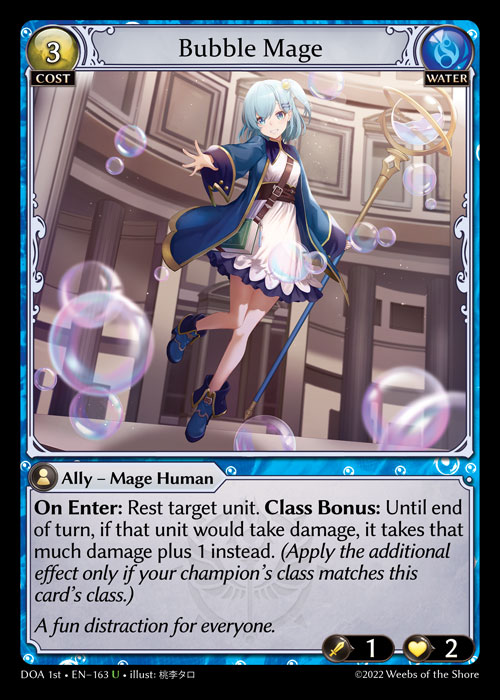 3
COST
Bubble Mage
WATER
Ally – Mage Human
On Enter: Rest target unit. Class Bonus: Until end
of turn, if that unit would take damage, it takes that
much damage plus 1 instead. (Apply the additional
effect only if your champion's class matches this
card's class.)
A fun distraction for everyone.
1
2
DOA 1st • EN–163 U • illust: 桃李タロ
©2022 Weebs of the Shore